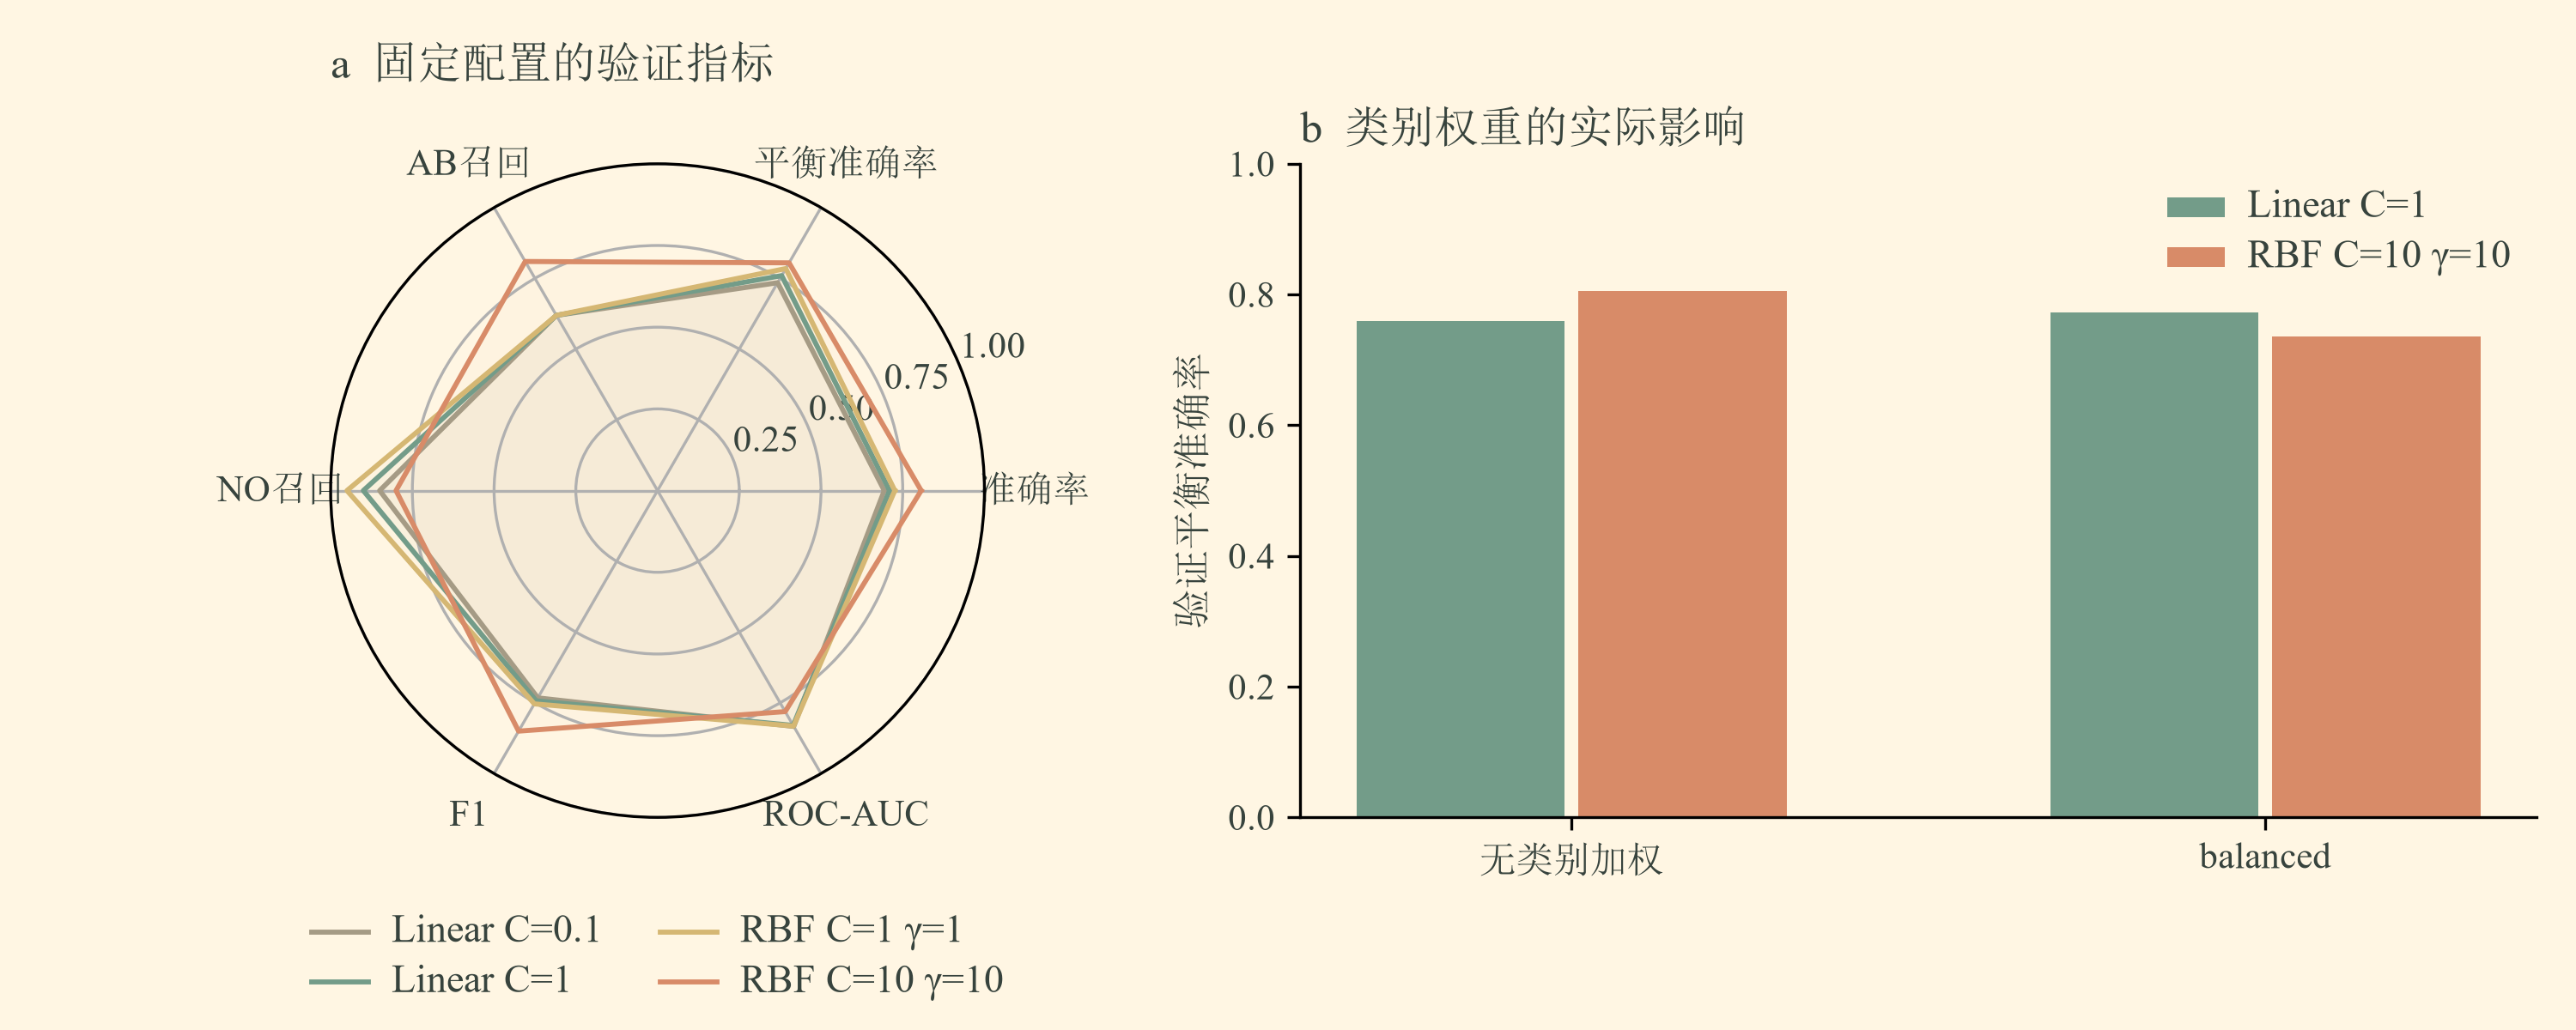 a 固定配置的验证指标
AB召回
平衡准确率
1.00
0.75
0.50
0.25
NO召回
准确率
F1
ROC-AUC
Linear C=0.1
Linear C=1
RBF C=1 γ=1
RBF C=10 γ=10
b 类别权重的实际影响
Linear C=1
RBF C=10 γ=10
验证平衡准确率
1.0
0.8
0.6
0.4
0.2
0.0
无类别加权
balanced